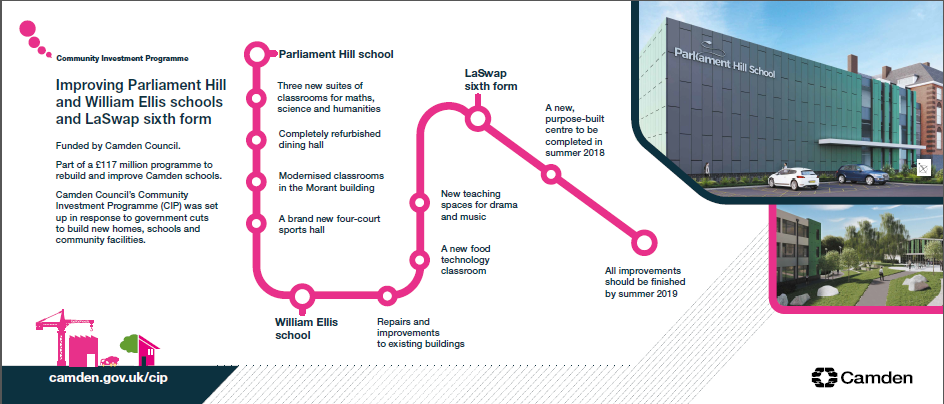 Community Investment Programme
Improving Parliament Hill
and William Ellis schools
and LaSwap sixth form
Funded by Camden Council.
Part of a £117 million programme to
rebuild and improve Camden schools.
Camden Council's Community
Investment Programme (CIP) was set
up in response to government cuts
to build new homes, schools and
community facilities.
camden.gov.uk/cip
Parliament Hill school
Three new suites of
classrooms for maths,
science and humanities
Completely refurbished
dining hall
Modernised classrooms
in the Morant building
A brand new four-court
sports hall
William Ellis
school
Repairs and
improvements
to existing buildings
A new food
technology
classroom
New teaching
spaces for drama
and music
LaSwap
sixth form
A new,
purpose-built
centre to be
completed in
summer 2018
All improvements
should be finished
by summer 2019
Parliament Hill School
Camden